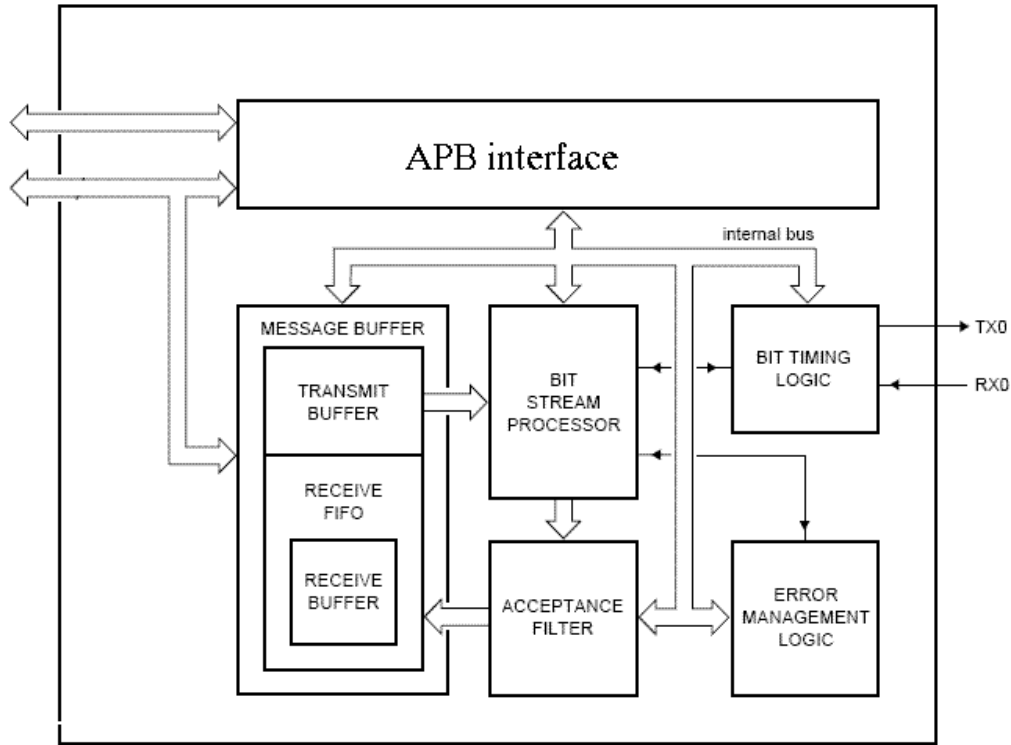 APB interface
internal bus
MESSAGE BUFFER
TRANSMIT
BUFFER
RECEIVE
FIFO
RECEIVE
BUFFER
BIT
STREAM
PROCESSOR
ACCEPTANCE
FILTER
BIT TIMING
LOGIC
TX0
RX0
ERROR
MANAGEMENT
LOGIC